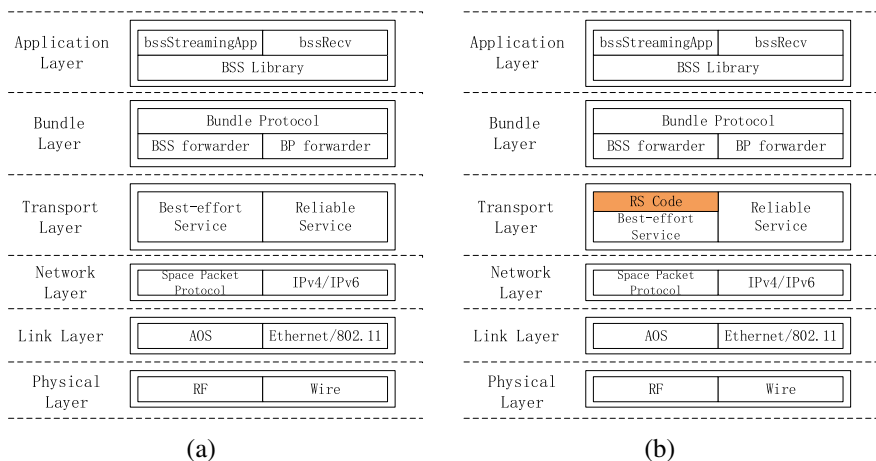 Application
Layer
bssStreamingApp
bssRecv
BSS Library
Bundle
Layer
Bundle Protocol
BSS forwarder
BP forwarder
Transport
Layer
Best-effort
Service
Reliable
Service
Network
Layer
Space Packet
Protocol
IPv4/IPv6
Link Layer
AOS
Ethernet/802.11
Physical
Layer
RF
Wire
(a)
Application
Layer
bssStreamingApp
bssRecv
BSS Library
Bundle
Layer
Bundle Protocol
BSS forwarder
BP forwarder
Transport
Layer
RS Code
Best-effort
Service
Reliable
Service
Network
Layer
Space Packet
Protocol
IPv4/IPv6
Link Layer
AOS
Ethernet/802.11
Physical
Layer
RF
Wire
(b)